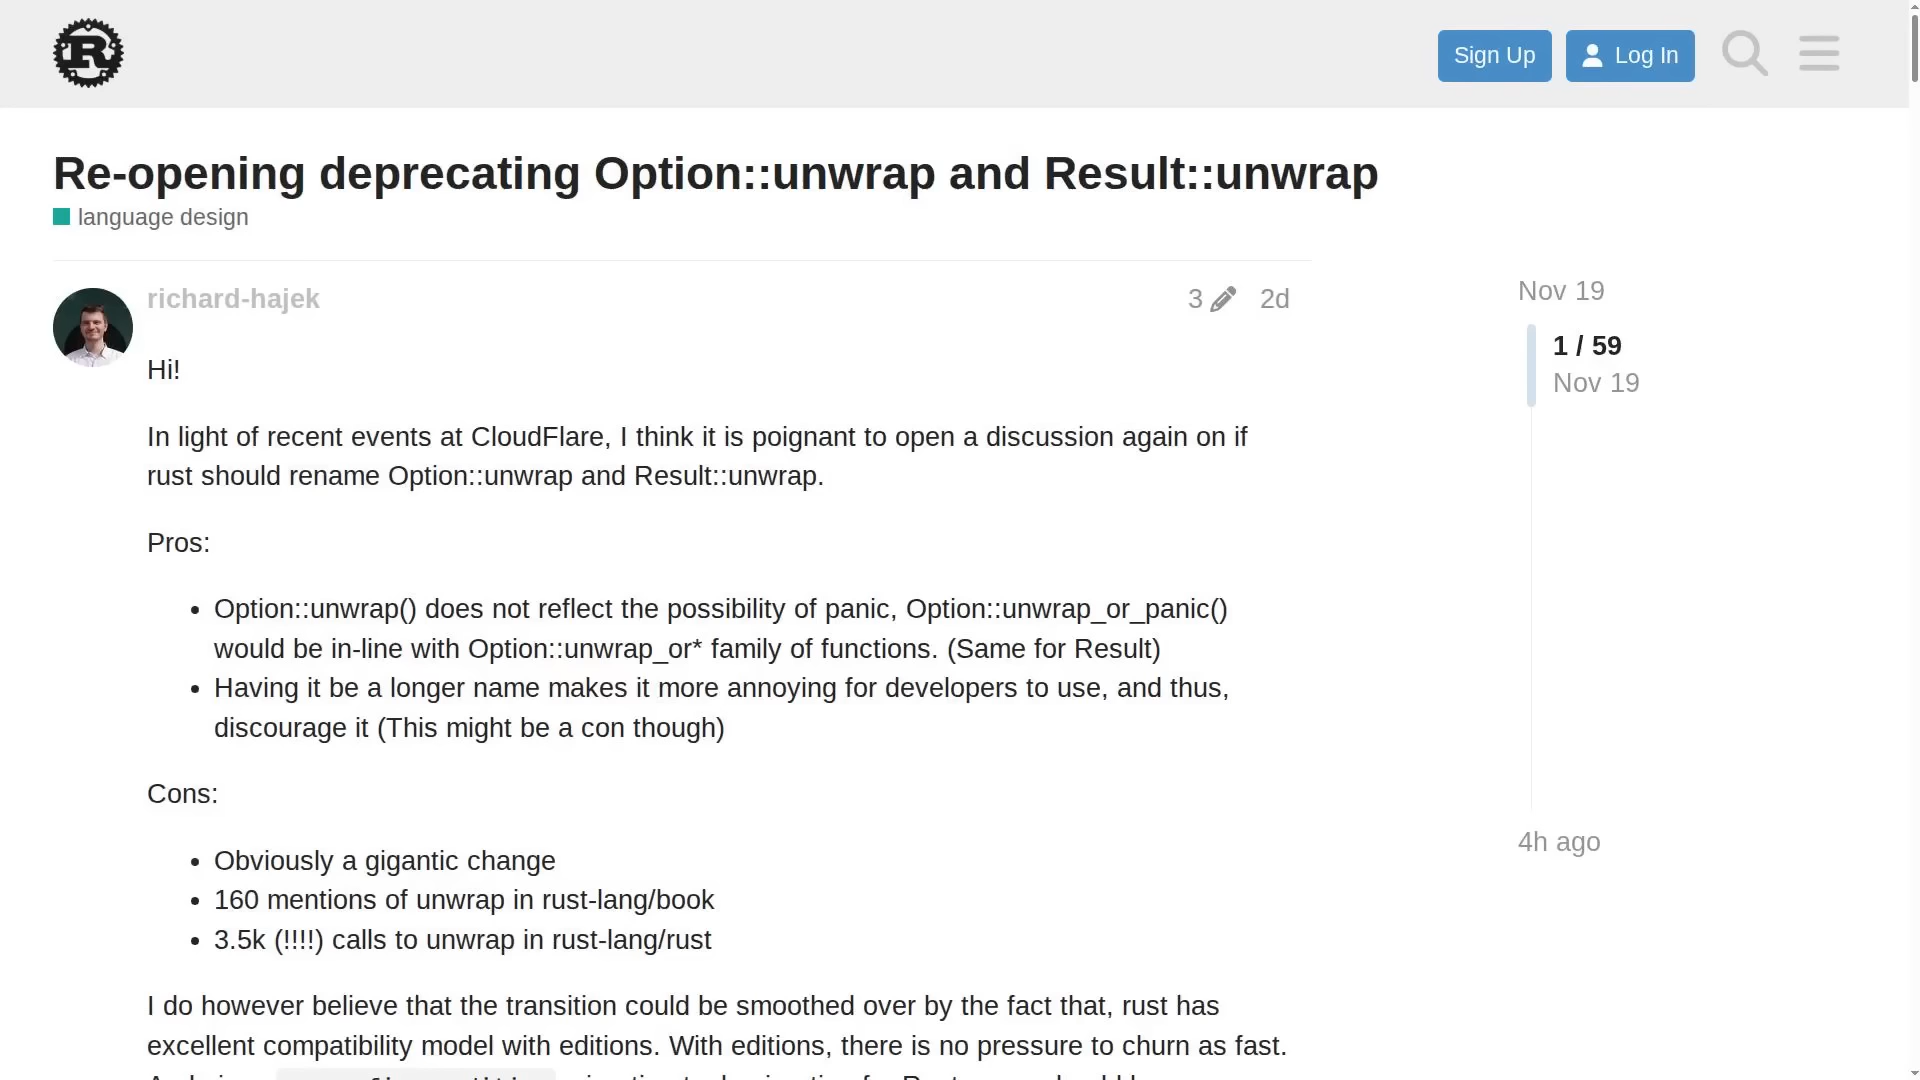 Sign Up
Log In
Re-opening deprecating Option::unwrap and Result::unwrap
language design
richard-hajek
3
2d
Hi!
In light of recent events at CloudFlare, I think it is poignant to open a discussion again on if
rust should rename Option::unwrap and Result::unwrap.
Pros:
• Option::unwrap() does not reflect the possibility of panic, Option::unwrap_or_panic()
would be in-line with Option::unwrap_or* family of functions. (Same for Result)
• Having it be a longer name makes it more annoying for developers to use, and thus,
discourage it (This might be a con though)
Cons:
• Obviously a gigantic change
• 160 mentions of unwrap in rust-lang/book
• 3.5k (!!!!) calls to unwrap in rust-lang/rust
I do however believe that the transition could be smoothed over by the fact that, rust has
excellent compatibility model with editions. With editions, there is no pressure to churn as fast.
Nov 19
1 / 59
Nov 19
4h ago